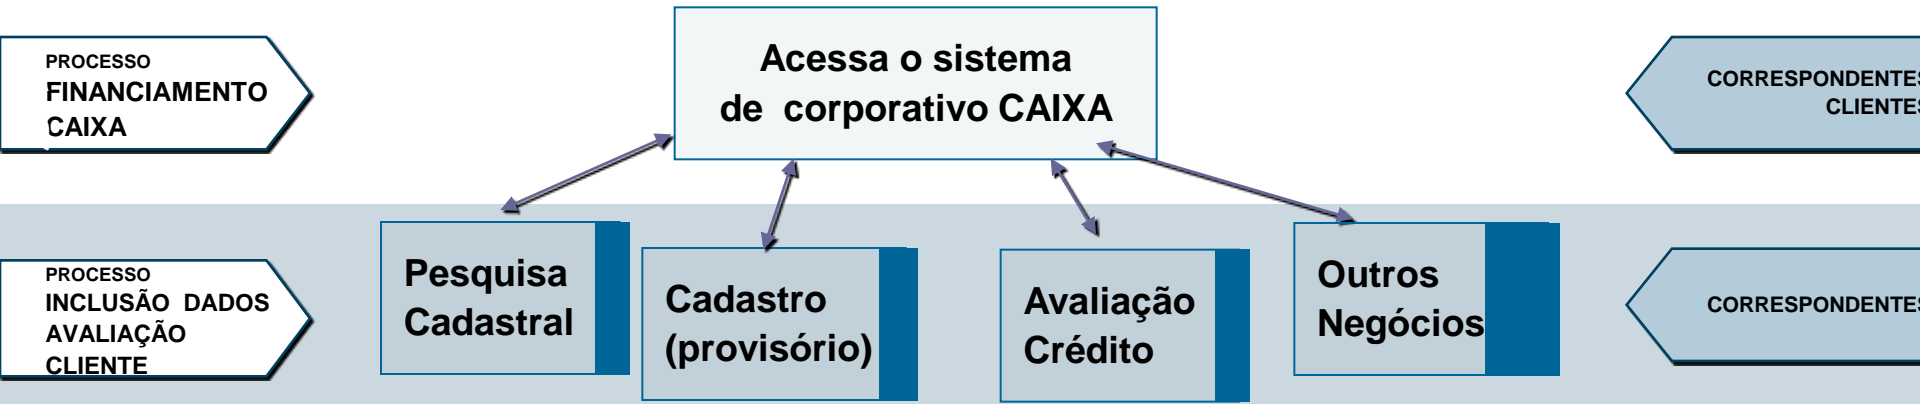 PROCESSO
FINANCIAMENTO
CAIXA
Acessa o sistema
de corporativo CAIXA
CORRESPONDENTES
CLIENTES
PROCESSO
INCLUSÃO DADOS
AVALIAÇÃO
CLIENTE
Pesquisa
Cadastral
Cadastro
(provisório)
Avaliação
Crédito
Outros
Negócios
CORRESPONDENTES